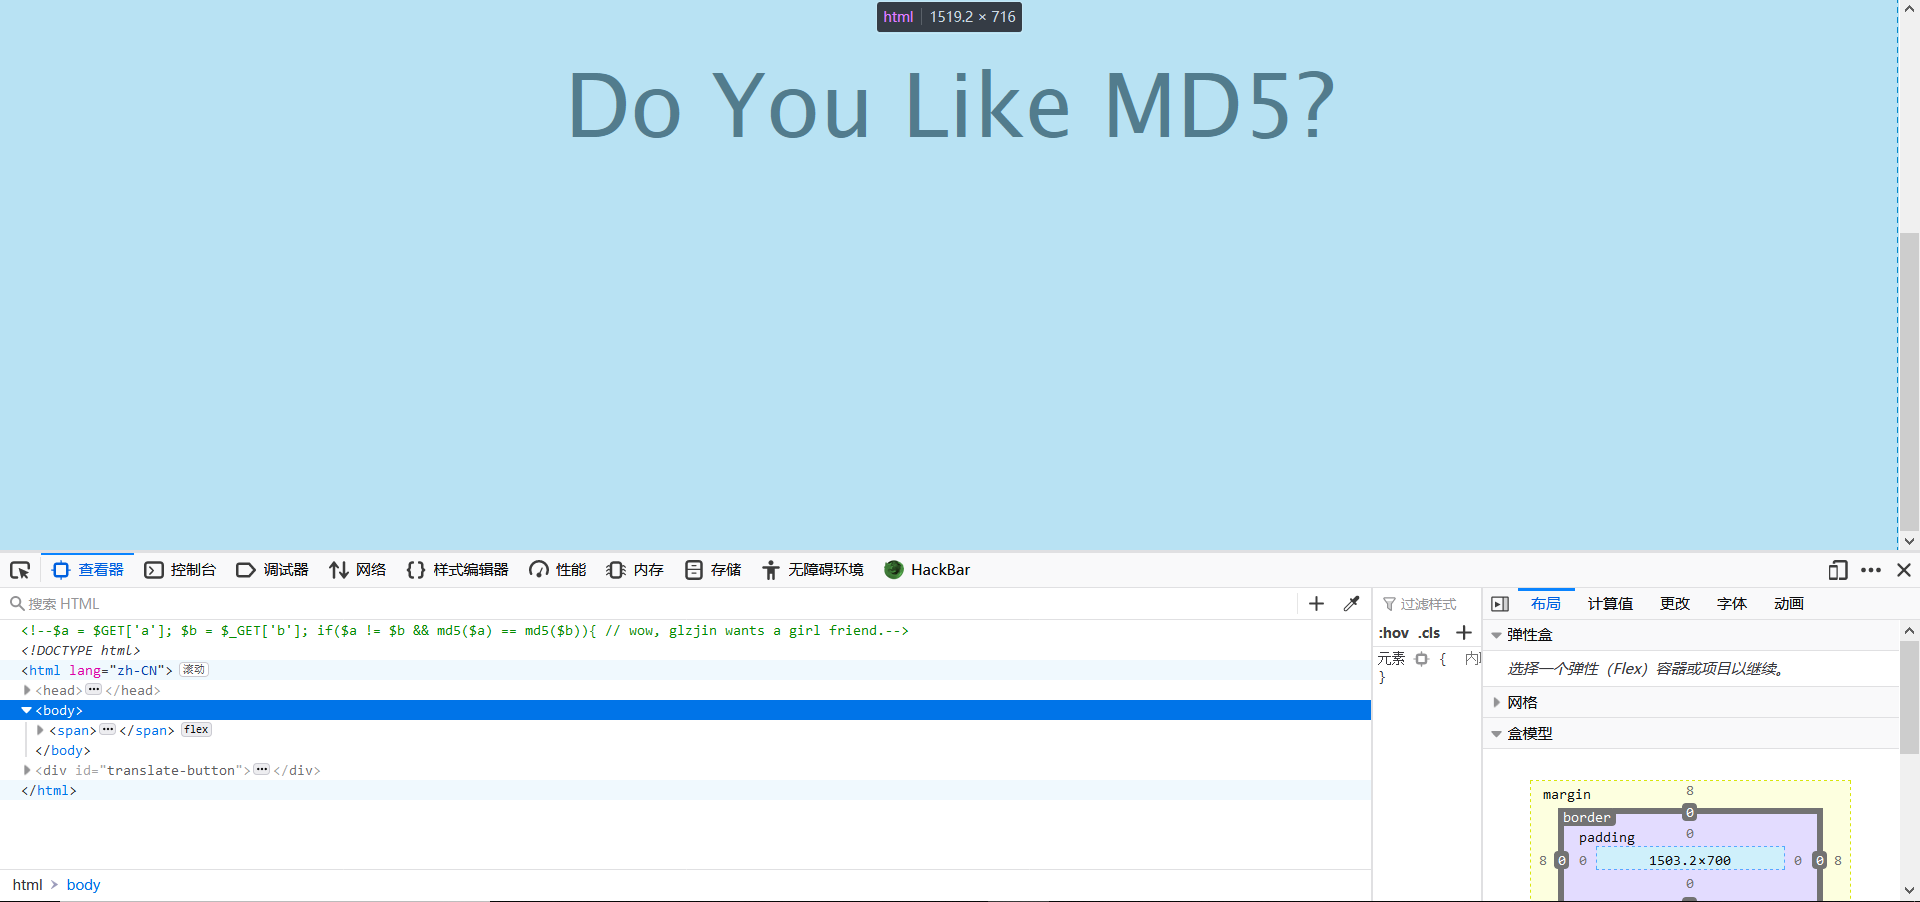 html 1519.2 × 716
Do You Like MD5?
查看器 控制台 调试器 网络 样式编辑器 性能 内存 存储 无障碍环境 HackBar
搜索 HTML
<!--$a = $GET['a']; $b = $_GET['b']; if($a != $b && md5($a) == md5($b)){ // wow, glzjin wants a girl friend.-->
<!DOCTYPE html>
<html lang="zh-CN"> 滚动
<head>···</head>
<body>
<span>···</span> flex
</body>
<div id="translate-button">···</div>
</html>
html > body
过滤样式
:hov .cls +
元素 { 内
}
布局 计算值 更改 字体 动画
弹性盒
选择一个弹性（Flex）容器或项目以继续。
网格
盒模型
margin 8
border 0
padding 0
8 0 0 1503.2×700 0 0 8
0